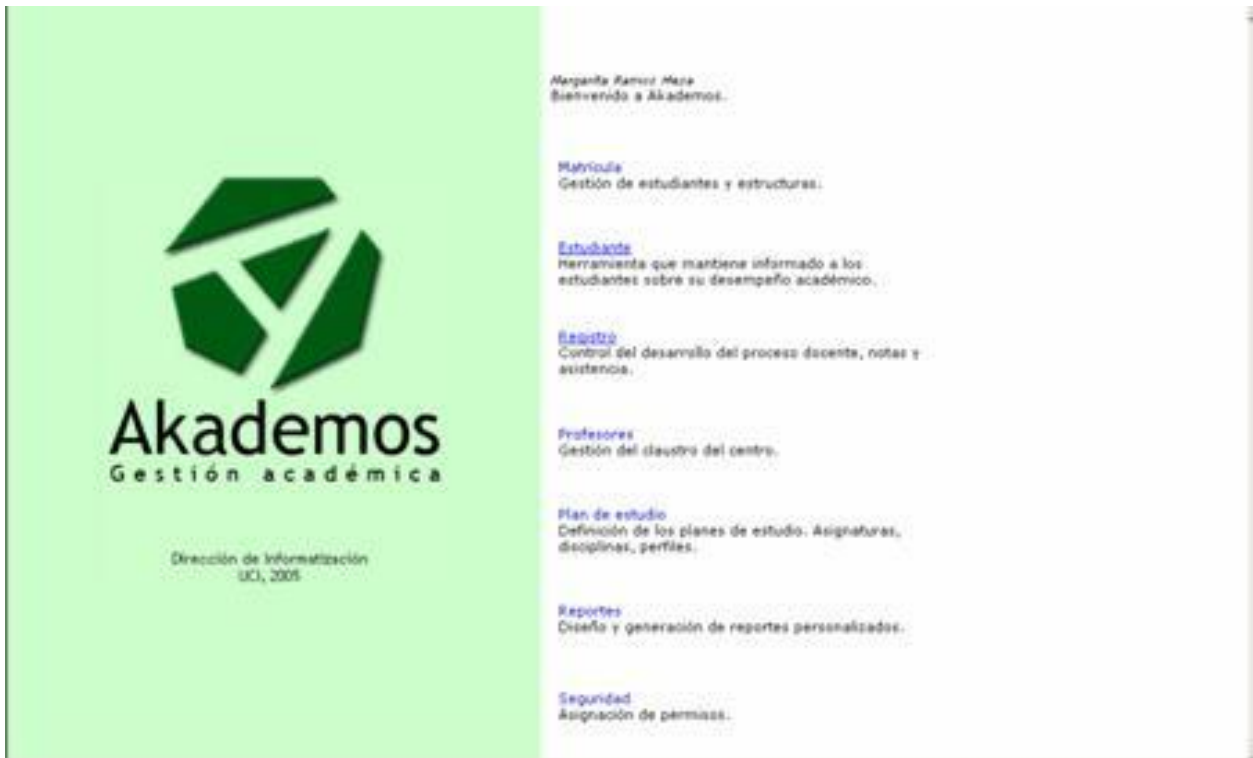 Akademos
Gestión académica
Dirección de Informatización
UCI, 2005
Margarita Ramos Meza
Bienvenido a Akademos.
Matrícula
Gestión de estudiantes y estructuras.
Estudiante
Herramienta que mantiene informado a los
estudiantes sobre su desempeño académico.
Registro
Control del desarrollo del proceso docente, notas y
asistencia.
Profesores
Gestión del claustro del centro.
Plan de estudio
Definición de los planes de estudio. Asignaturas,
disciplinas, perfiles.
Reportes
Diseño y generación de reportes personalizados.
Seguridad
Asignación de permisos.